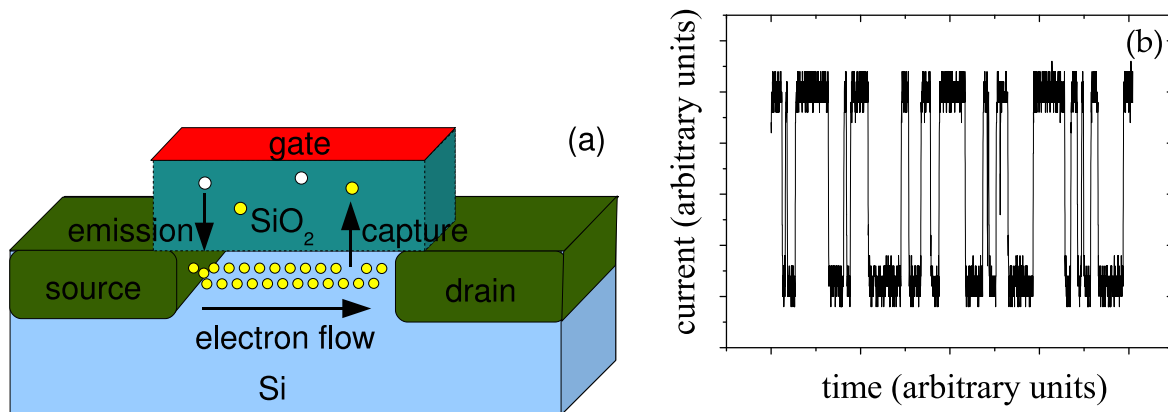 gate
(a)
emission
SiO₂
capture
source
drain
electron flow
Si
(b)
current (arbitrary units)
time (arbitrary units)